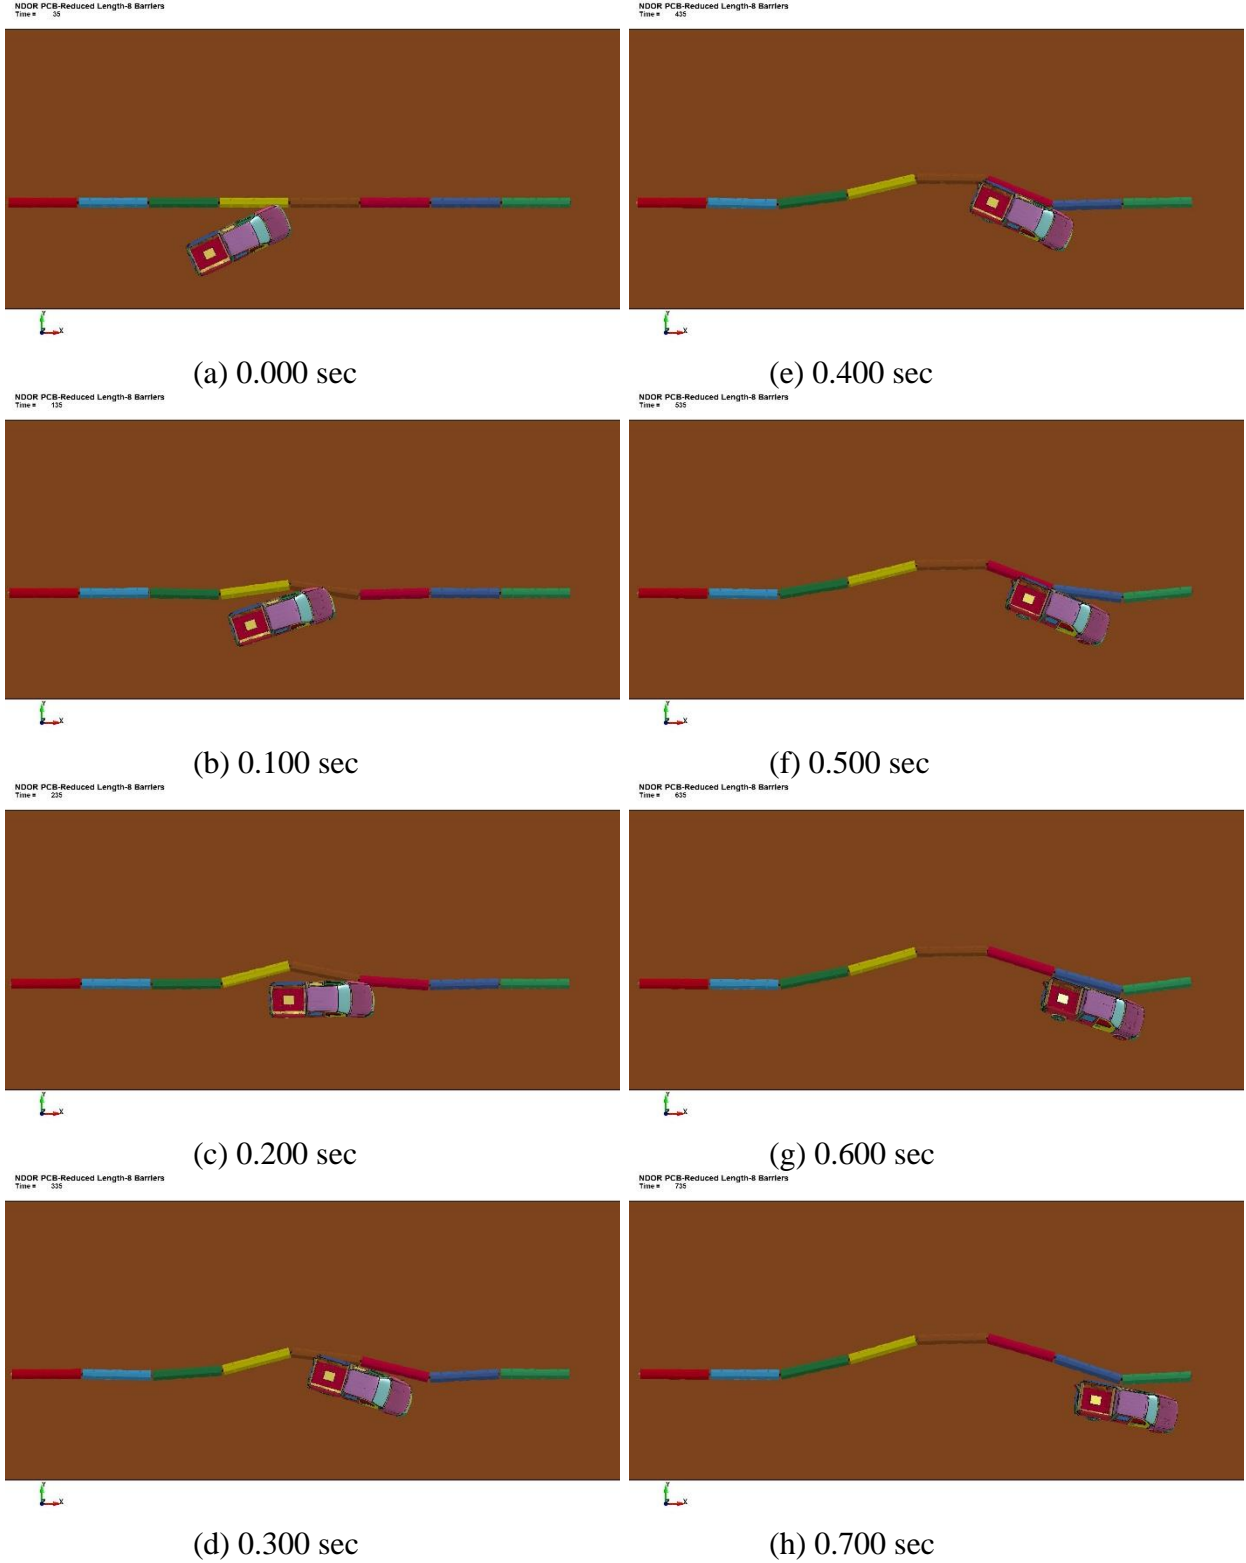 NDOR PCB-Reduced Length-8 Barriers
Time = 35
(a) 0.000 sec
NDOR PCB-Reduced Length-8 Barriers
Time = 135
(b) 0.100 sec
NDOR PCB-Reduced Length-8 Barriers
Time = 235
(c) 0.200 sec
NDOR PCB-Reduced Length-8 Barriers
Time = 335
(d) 0.300 sec
NDOR PCB-Reduced Length-8 Barriers
Time = 435
(e) 0.400 sec
NDOR PCB-Reduced Length-8 Barriers
Time = 535
(f) 0.500 sec
NDOR PCB-Reduced Length-8 Barriers
Time = 635
(g) 0.600 sec
NDOR PCB-Reduced Length-8 Barriers
Time = 735
(h) 0.700 sec